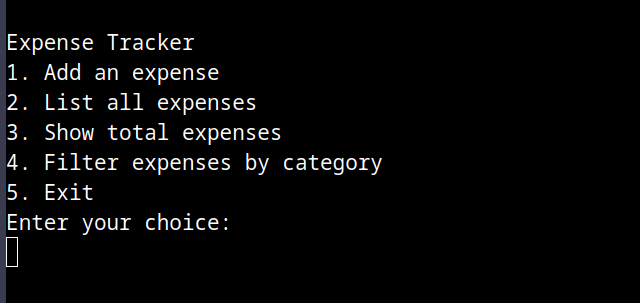 Expense Tracker
1. Add an expense
2. List all expenses
3. Show total expenses
4. Filter expenses by category
5. Exit
Enter your choice: